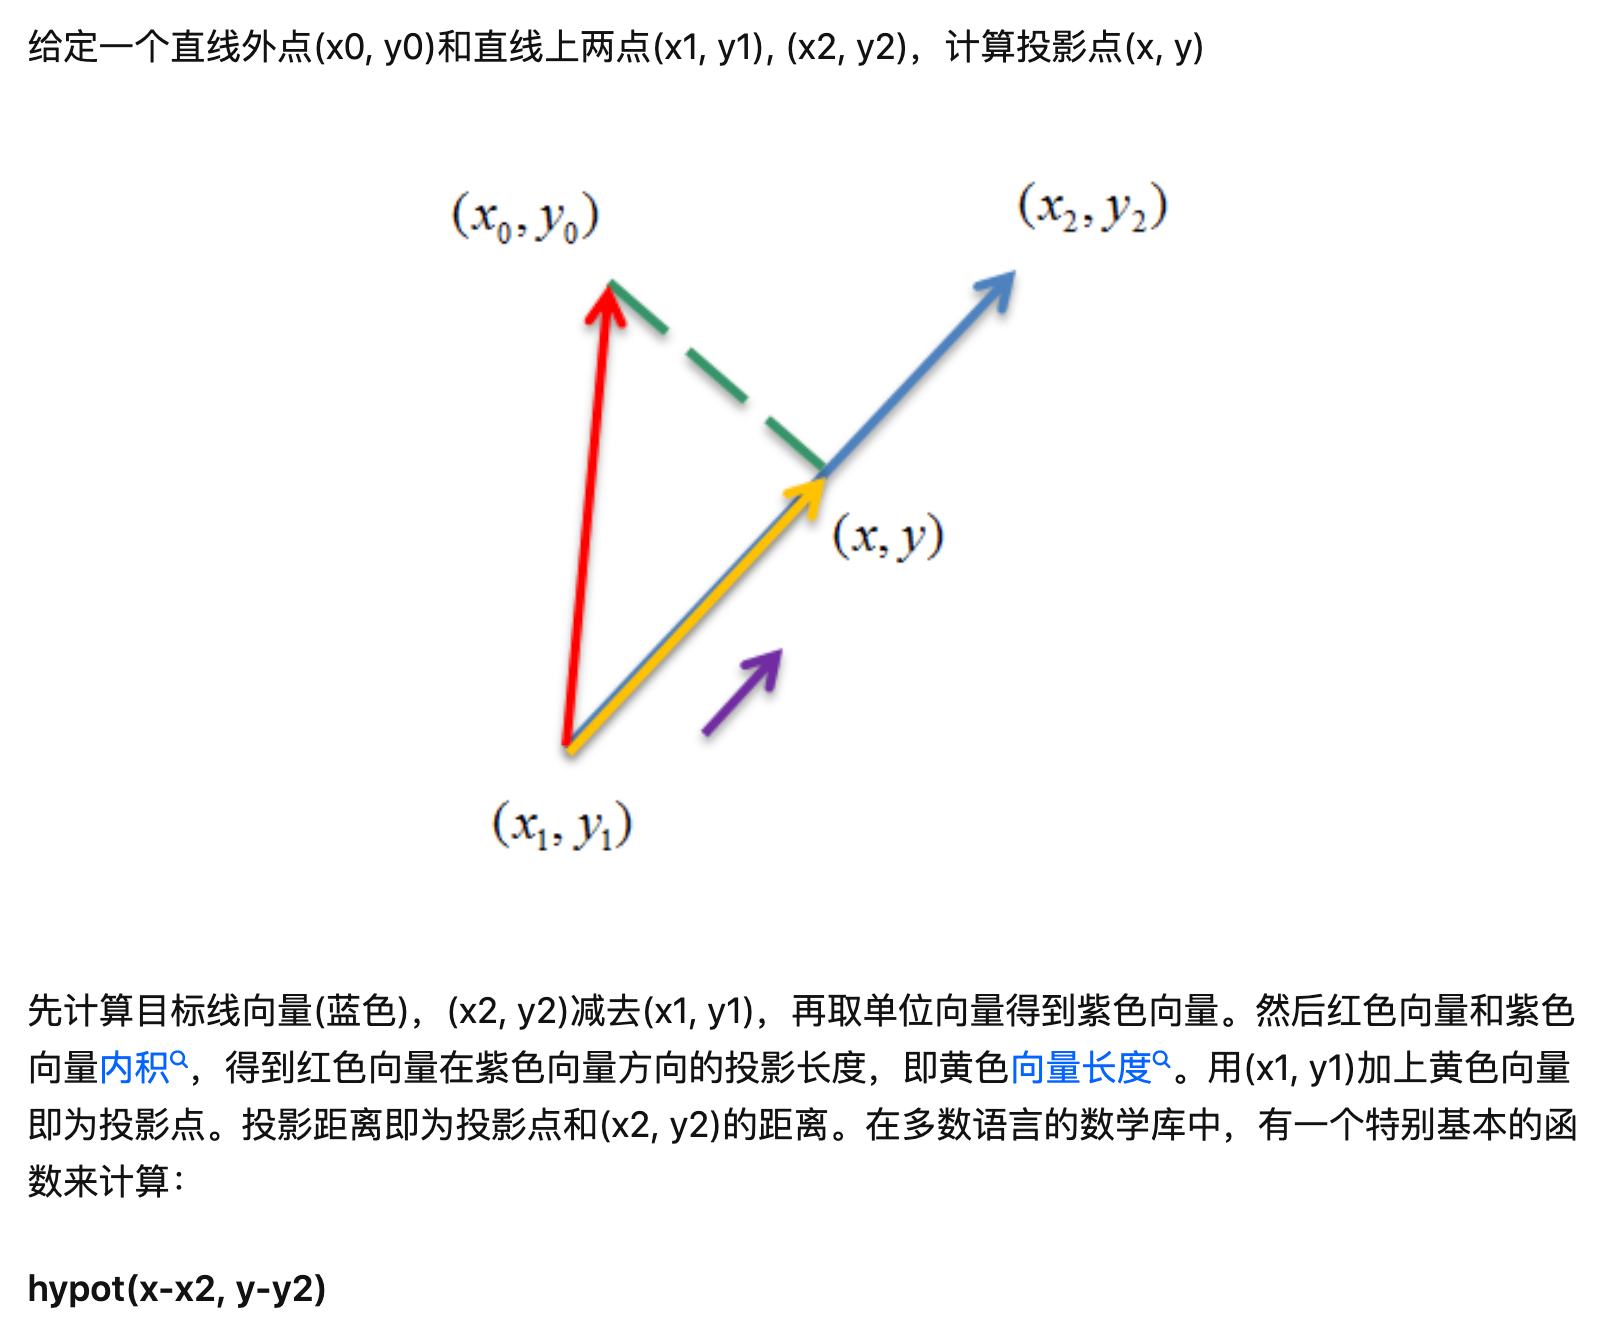 给定一个直线外点(x0, y0)和直线上两点(x1, y1), (x2, y2)，计算投影点(x, y)
(x₀, y₀)
(x₂, y₂)
(x, y)
(x₁, y₁)
先计算目标线向量(蓝色)，(x2, y2)减去(x1, y1)，再取单位向量得到紫色向量。然后红色向量和紫色
向量内积，得到红色向量在紫色向量方向的投影长度，即黄色向量长度。用(x1, y1)加上黄色向量
即为投影点。投影距离即为投影点和(x2, y2)的距离。在多数语言的数学库中，有一个特别基本的函
数来计算：
hypot(x-x2, y-y2)